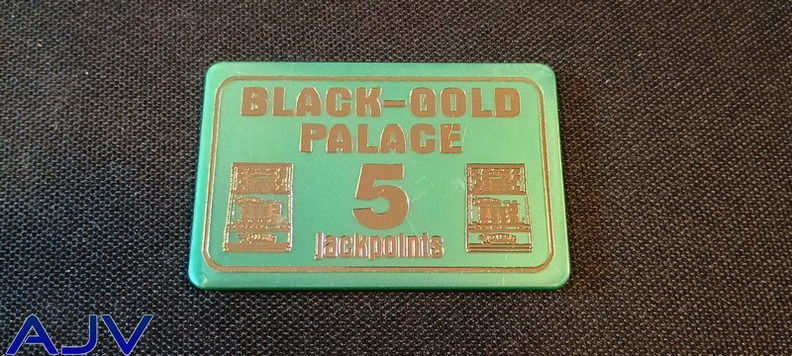 BLACK-GOLD
PALACE
5
jackpoints
AJV